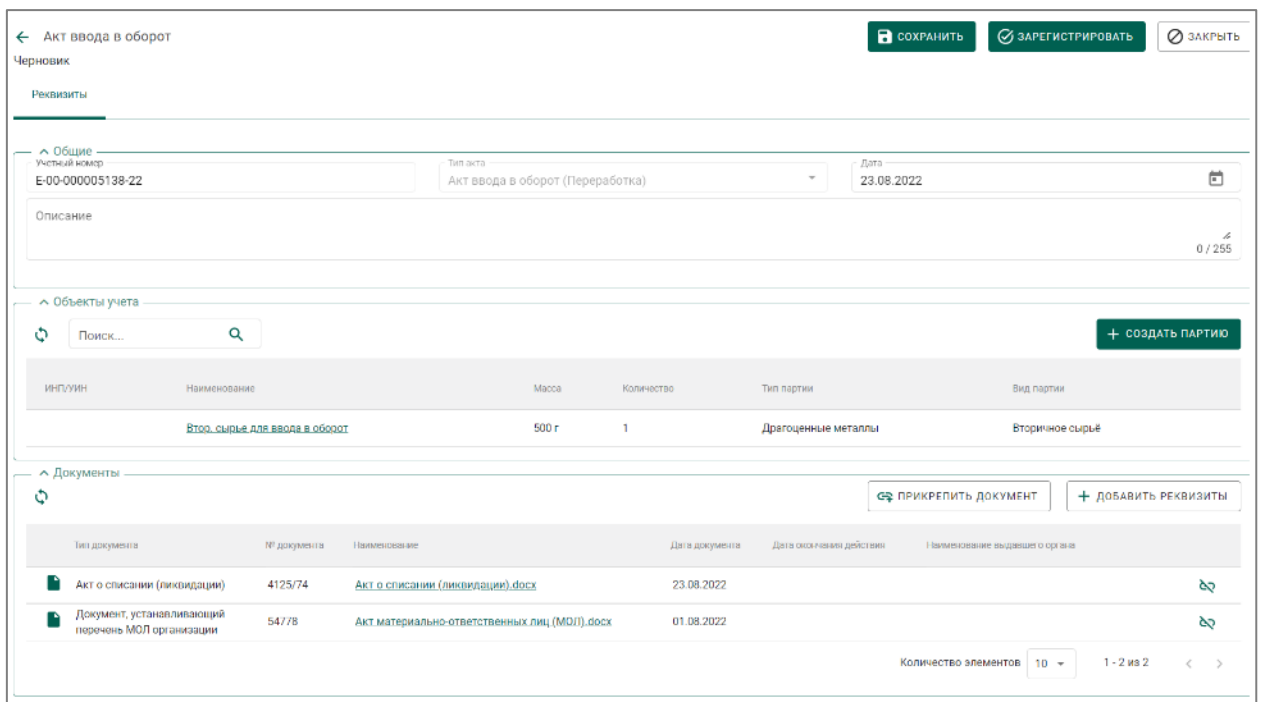 Акт ввода в оборот
СОХРАНИТЬ
ЗАРЕГИСТРИРОВАТЬ
ЗАКРЫТЬ
Черновик
Реквизиты
Общие
Учетный номер
Тип акта
Дата
E-00-000005138-22
Акт ввода в оборот (Переработка)
23.08.2022
Описание
0 / 255
Объекты учета
Поиск...
+ СОЗДАТЬ ПАРТИЮ
ИНП/УИН Наименование Масса Количество Тип партии Вид партии
Втор. сырье для ввода в оборот 500 г 1 Драгоценные металлы Вторичное сырьё
Документы
ПРИКРЕПИТЬ ДОКУМЕНТ
+ ДОБАВИТЬ РЕКВИЗИТЫ
Тип документа № документа Наименование Дата документа Дата окончания действия Наименование выдавшего органа
Акт о списании (ликвидации) 4125/74 Акт о списании (ликвидации).docx 23.08.2022
Документ, устанавливающий
перечень МОЛ организации
54778 Акт материально-ответственных лиц (МОЛ).docx 01.08.2022
Количество элементов 10 1 - 2 из 2